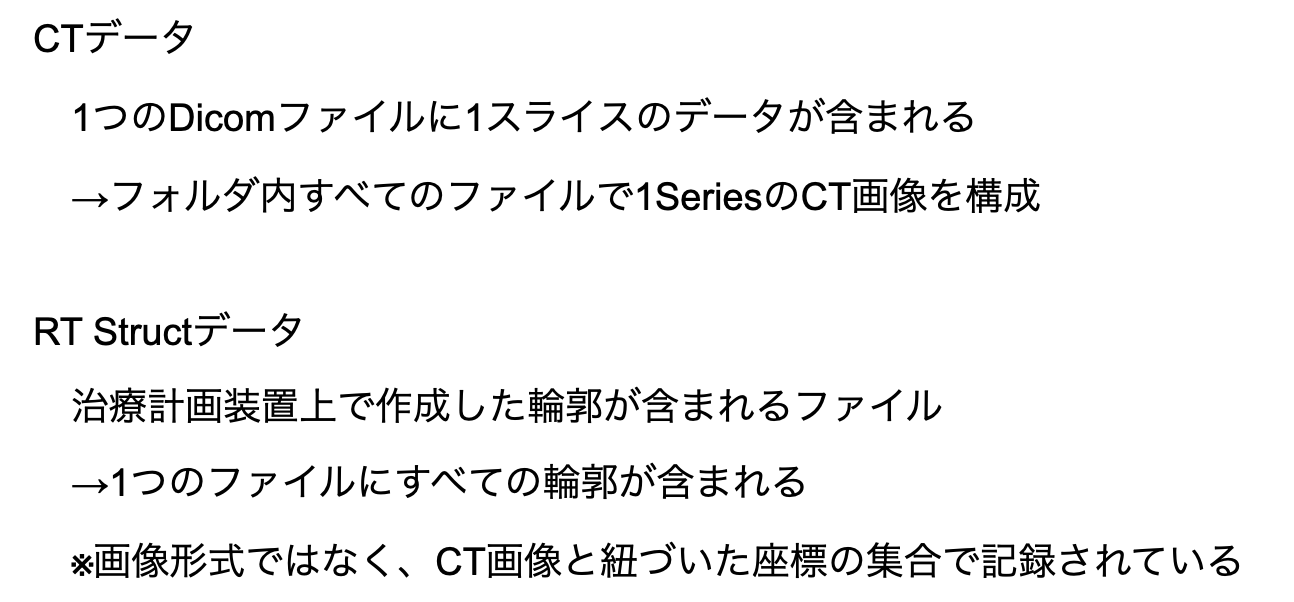 CTデータ
1つのDicomファイルに1スライスのデータが含まれる
→フォルダ内すべてのファイルで1SeriesのCT画像を構成
RT Structデータ
治療計画装置上で作成した輪郭が含まれるファイル
→1つのファイルにすべての輪郭が含まれる
※画像形式ではなく、CT画像と紐づいた座標の集合で記録されている